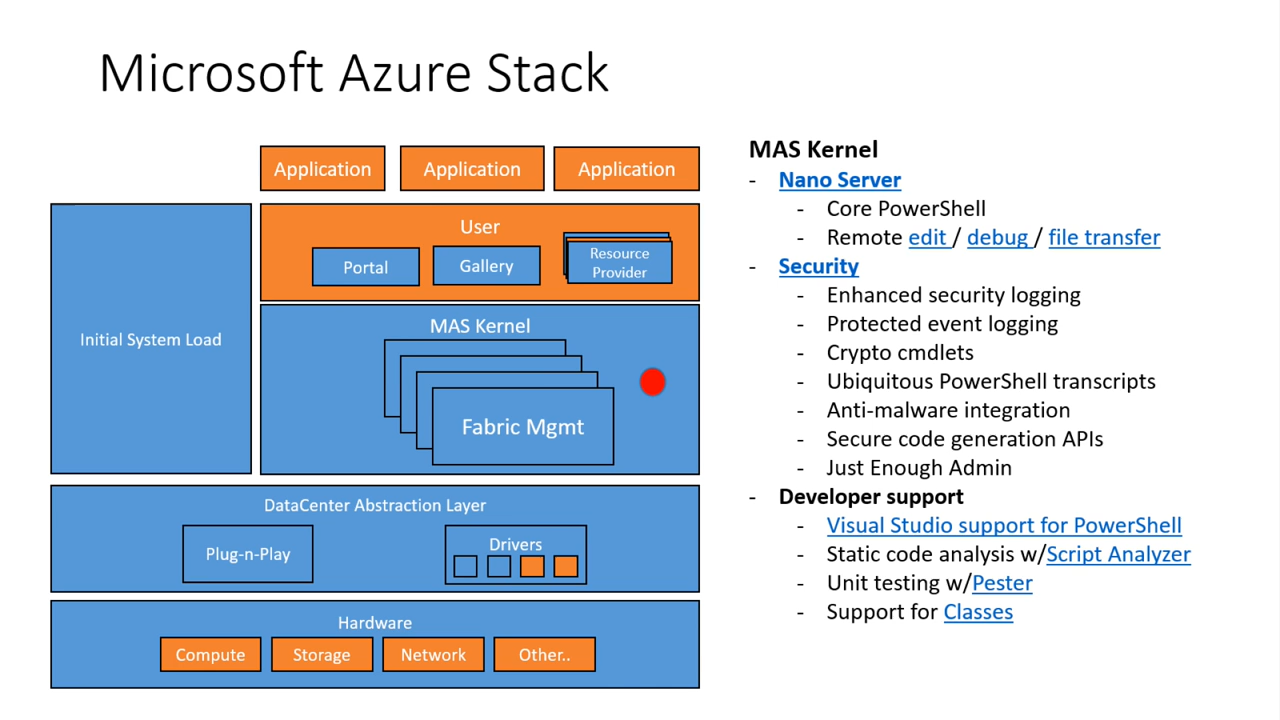 Microsoft Azure Stack
Application
Application
Application
User
Portal
Gallery
Resource
Provider
Initial System Load
MAS Kernel
Fabric Mgmt
DataCenter Abstraction Layer
Plug-n-Play
Drivers
Hardware
Compute
Storage
Network
Other..
MAS Kernel
- Nano Server
- Core PowerShell
- Remote edit / debug / file transfer
- Security
- Enhanced security logging
- Protected event logging
- Crypto cmdlets
- Ubiquitous PowerShell transcripts
- Anti-malware integration
- Secure code generation APIs
- Just Enough Admin
- Developer support
- Visual Studio support for PowerShell
- Static code analysis w/Script Analyzer
- Unit testing w/Pester
- Support for Classes